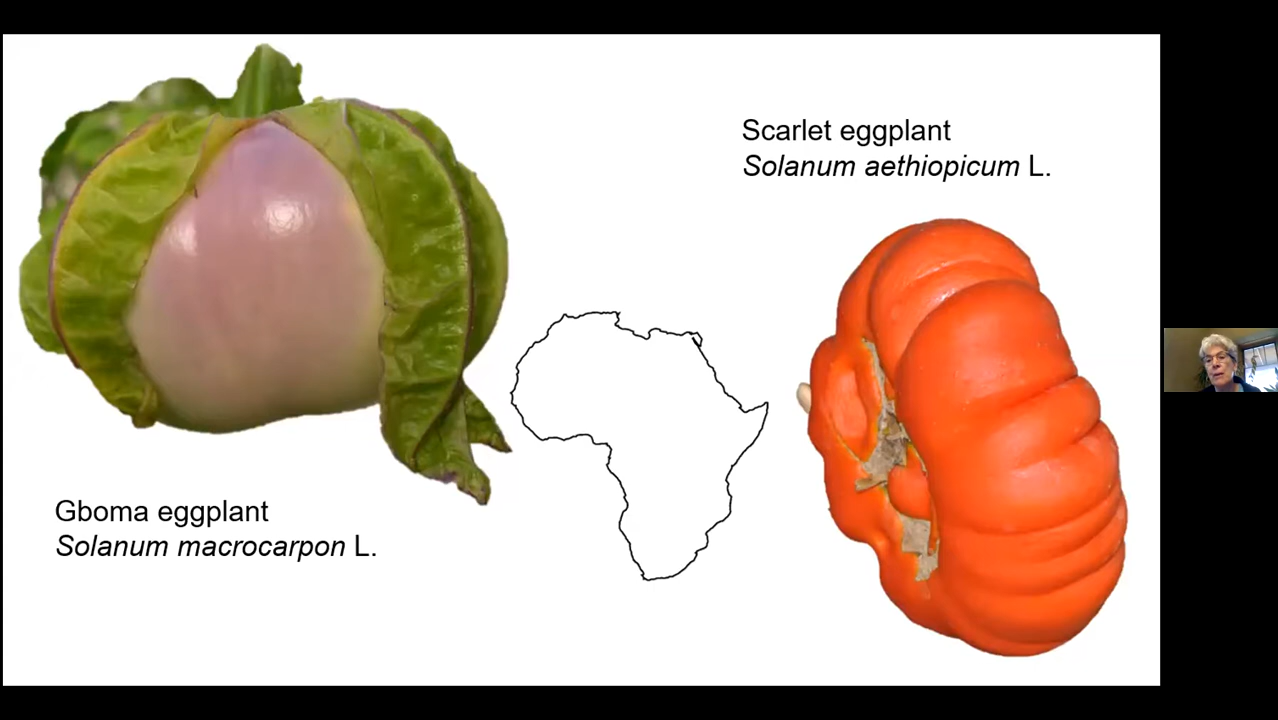 Scarlet eggplant
Solanum aethiopicum L.
Gboma eggplant
Solanum macrocarpon L.